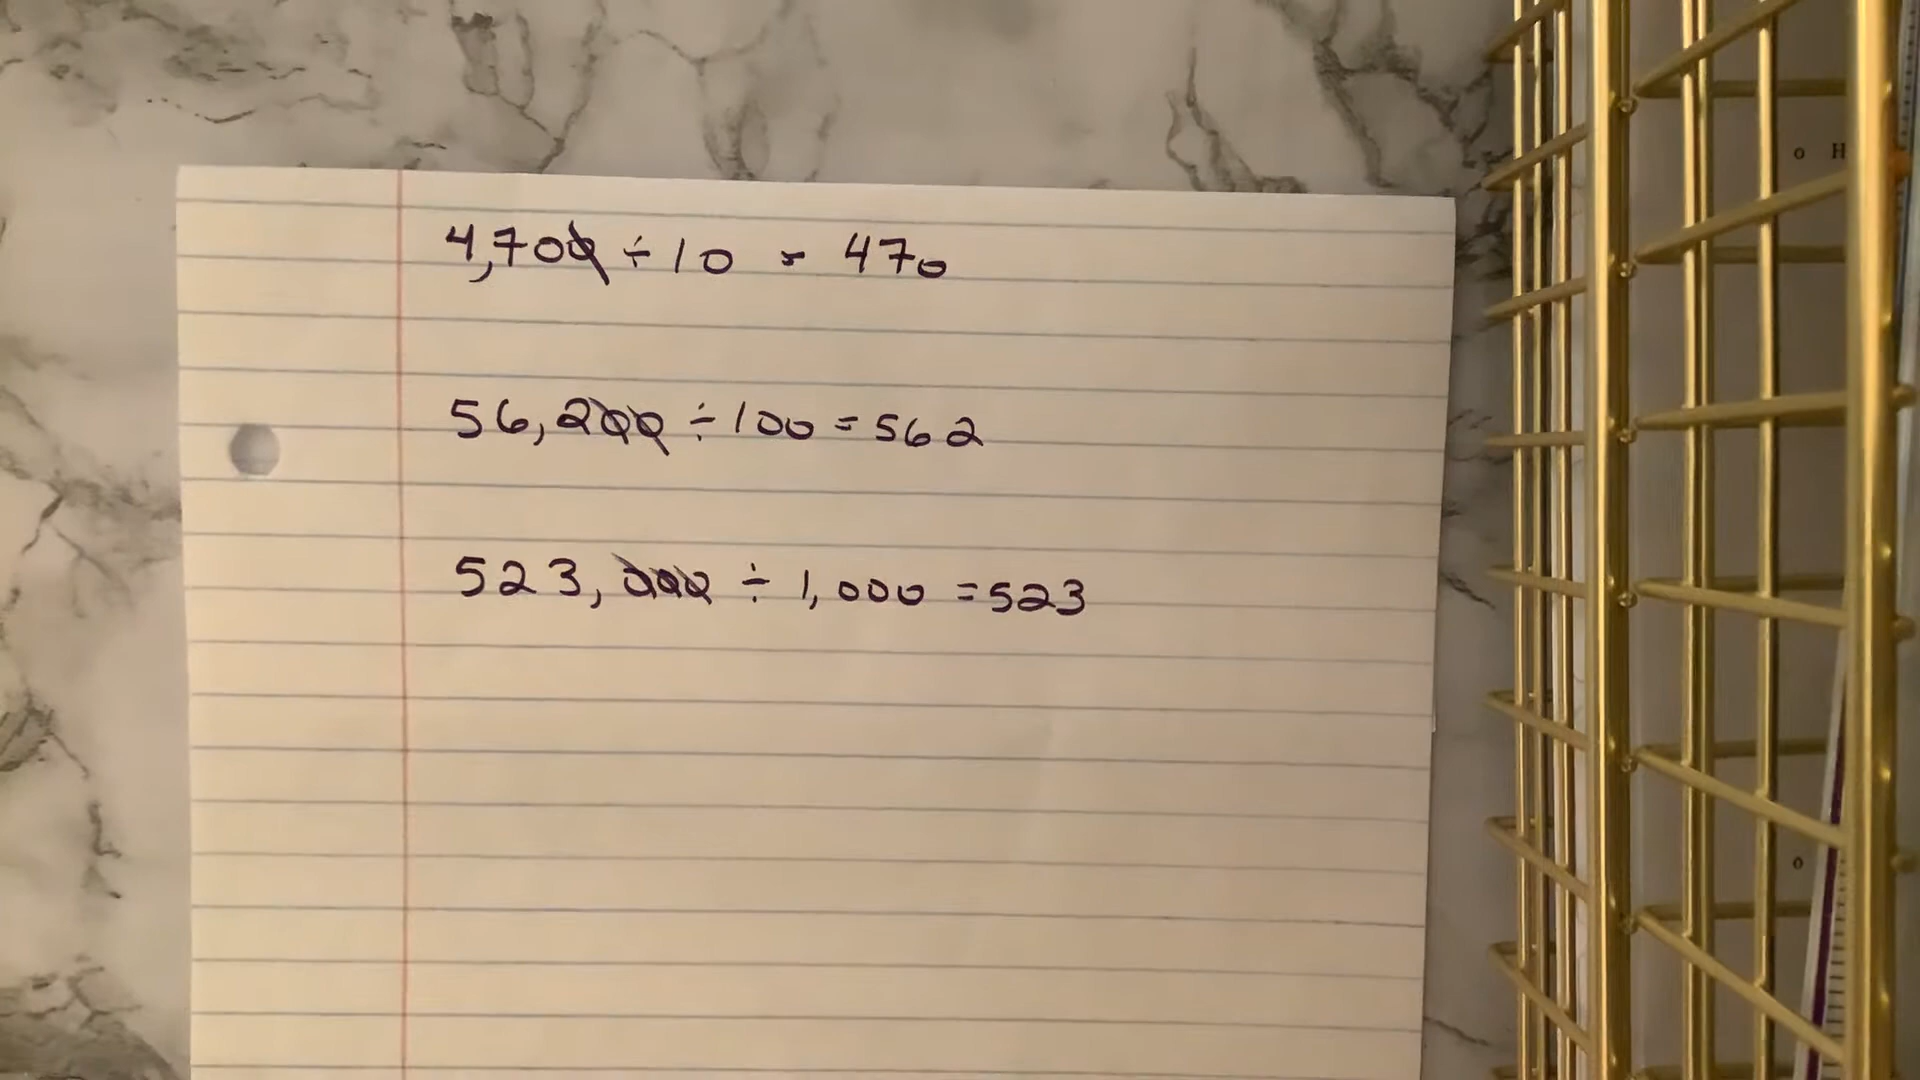 4,700 ÷ 10 = 470
56,200 ÷ 100 = 562
523,000 ÷ 1,000 = 523
o H
o